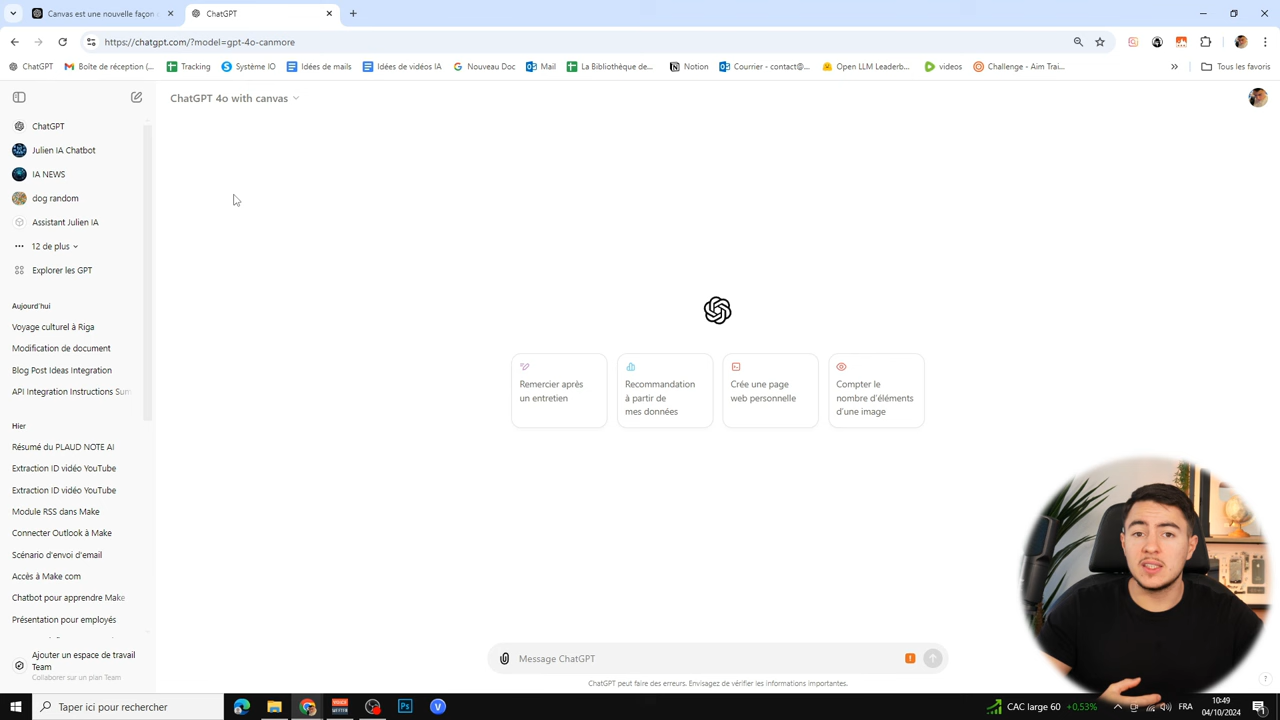 Canvas est une nouvelle façon
ChatGPT
https://chatgpt.com/?model=gpt-4o-canmore
ChatGPT
Boîte de réception (...
Tracking
Système IO
Idées de mails
Idées de vidéos IA
Nouveau Doc
Mail
La Bibliothèque de...
Notion
Courrier - contact@...
Open LLM Leaderb...
videos
Challenge - Aim Trai...
Tous les favoris
ChatGPT 4o with canvas
ChatGPT
Julien IA Chatbot
IA NEWS
dog random
Assistant Julien IA
12 de plus
Explorer les GPT
Aujourd'hui
Voyage culturel à Riga
Modification de document
Blog Post Ideas Integration
API Integration Instructions Sum
Hier
Résumé du PLAUD NOTE AI
Extraction ID vidéo YouTube
Extraction ID vidéo YouTube
Module RSS dans Make
Connecter Outlook à Make
Scénario d'envoi d'email
Accès à Make com
Chatbot pour apprendre Make
Présentation pour employés
Ajouter un espace de travail
Team
Collaborer sur un plan Team
Remercier après
un entretien
Recommandation
à partir de
mes données
Crée une page
web personnelle
Compter le
nombre d'éléments
d'une image
Message ChatGPT
ChatGPT peut faire des erreurs. Envisagez de vérifier les informations importantes.
Taper ici pour rechercher
VOICE
CAC large 60 +0,53%
FRA
10:49
04/10/2024